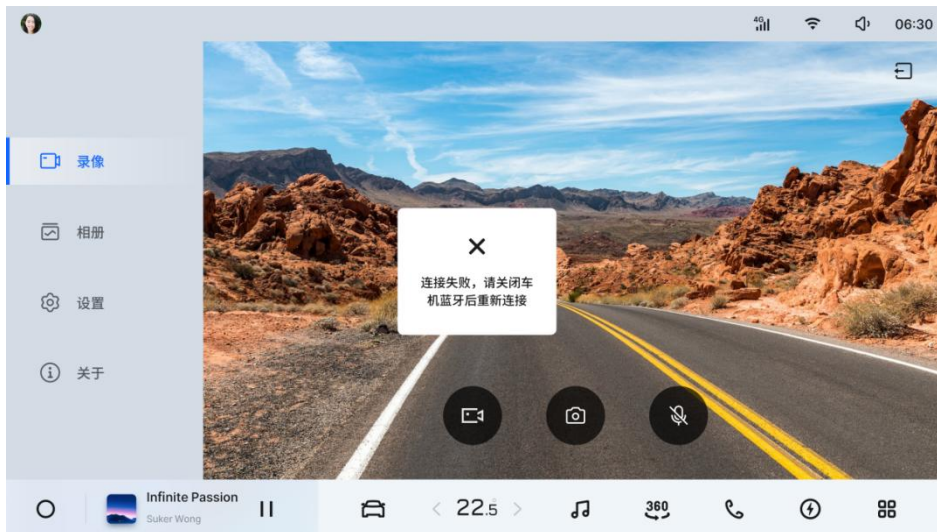 4G
06:30
录像
相册
设置
关于
连接失败，请关闭车
机蓝牙后重新连接
Infinite Passion
Suker Wong
22.5
360